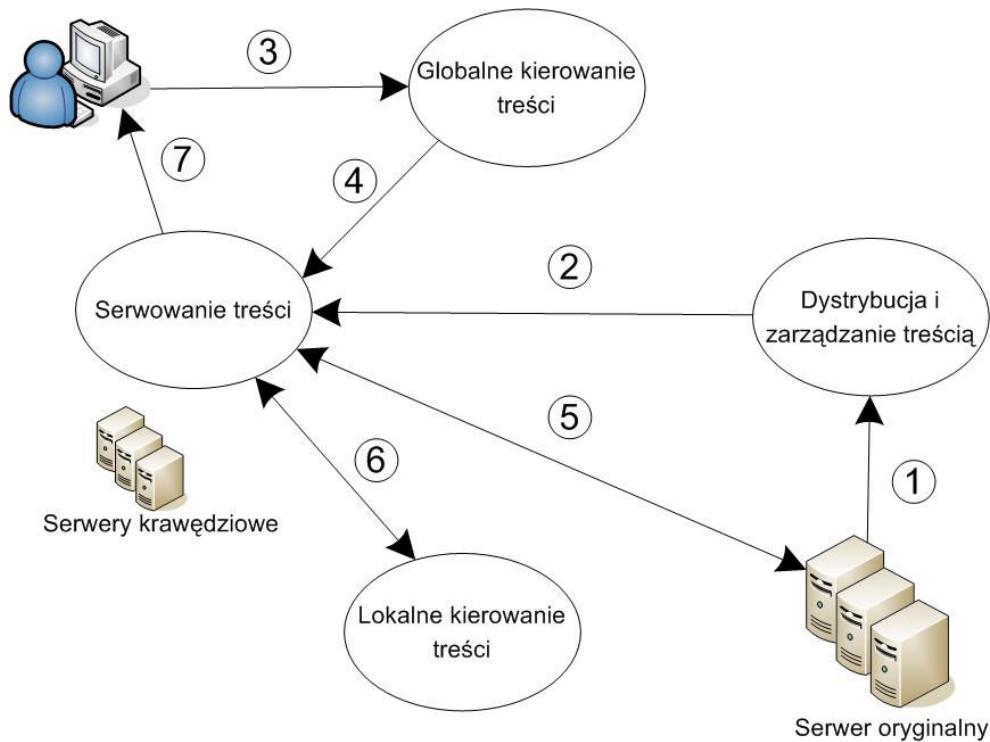 3
Globalne kierowanie
treści
7
4
2
Serwowanie treści
Dystrybucja i
zarządzanie treścią
5
6
1
Serwery krawędziowe
Lokalne kierowanie
treści
Serwer oryginalny